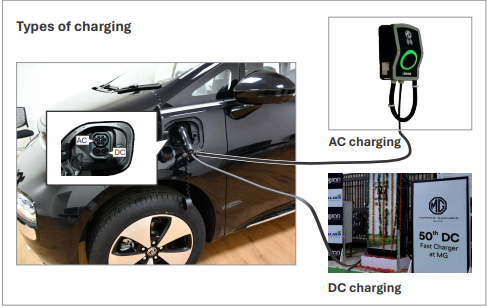 Types of charging
AC
DC
AC charging
MG
50th DC
Fast Charger
at MG
DC charging